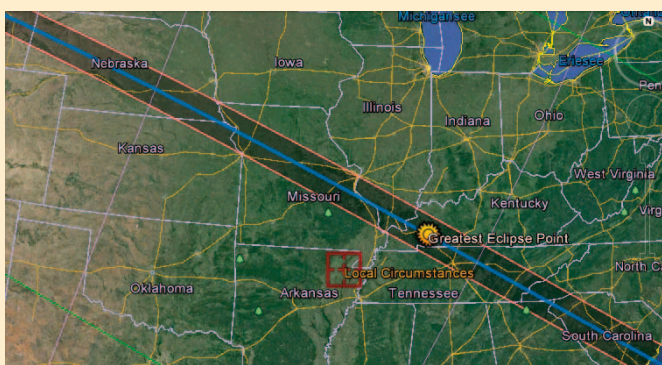 Michigansee
N
Nebraska
Iowa
Eriesee
Illinois
Indiana
Ohio
Kansas
West Virginia
Missouri
Kentucky
Greatest Eclipse Point
Local Circumstances
Oklahoma
Arkansas
Tennessee
South Carolina